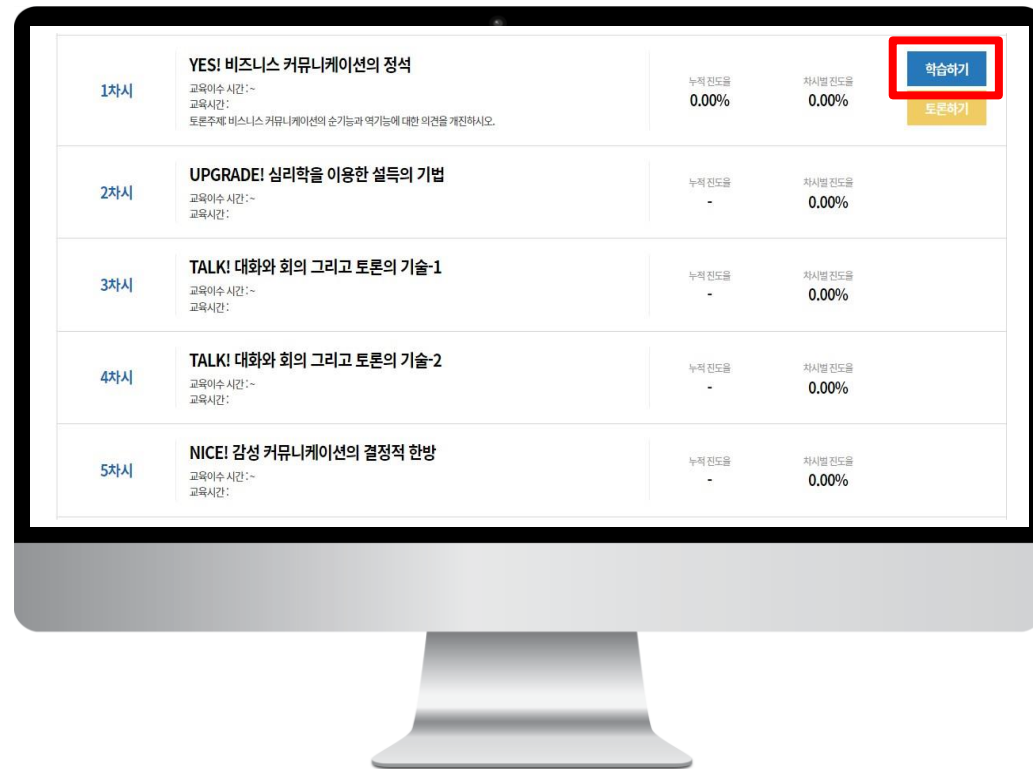 1차시
YES! 비즈니스 커뮤니케이션의 정석
교육이수 시간 : ~
교육시간 :
토론주제: 비스니스 커뮤니케이션의 순기능과 역기능에 대한 의견을 개진하시오.
누적 진도율
0.00%
차시별 진도율
0.00%
학습하기
토론하기
2차시
UPGRADE! 심리학을 이용한 설득의 기법
교육이수 시간 : ~
교육시간 :
누적 진도율
-
차시별 진도율
0.00%
3차시
TALK! 대화와 회의 그리고 토론의 기술-1
교육이수 시간 : ~
교육시간 :
누적 진도율
-
차시별 진도율
0.00%
4차시
TALK! 대화와 회의 그리고 토론의 기술-2
교육이수 시간 : ~
교육시간 :
누적 진도율
-
차시별 진도율
0.00%
5차시
NICE! 감성 커뮤니케이션의 결정적 한방
교육이수 시간 : ~
교육시간 :
누적 진도율
-
차시별 진도율
0.00%